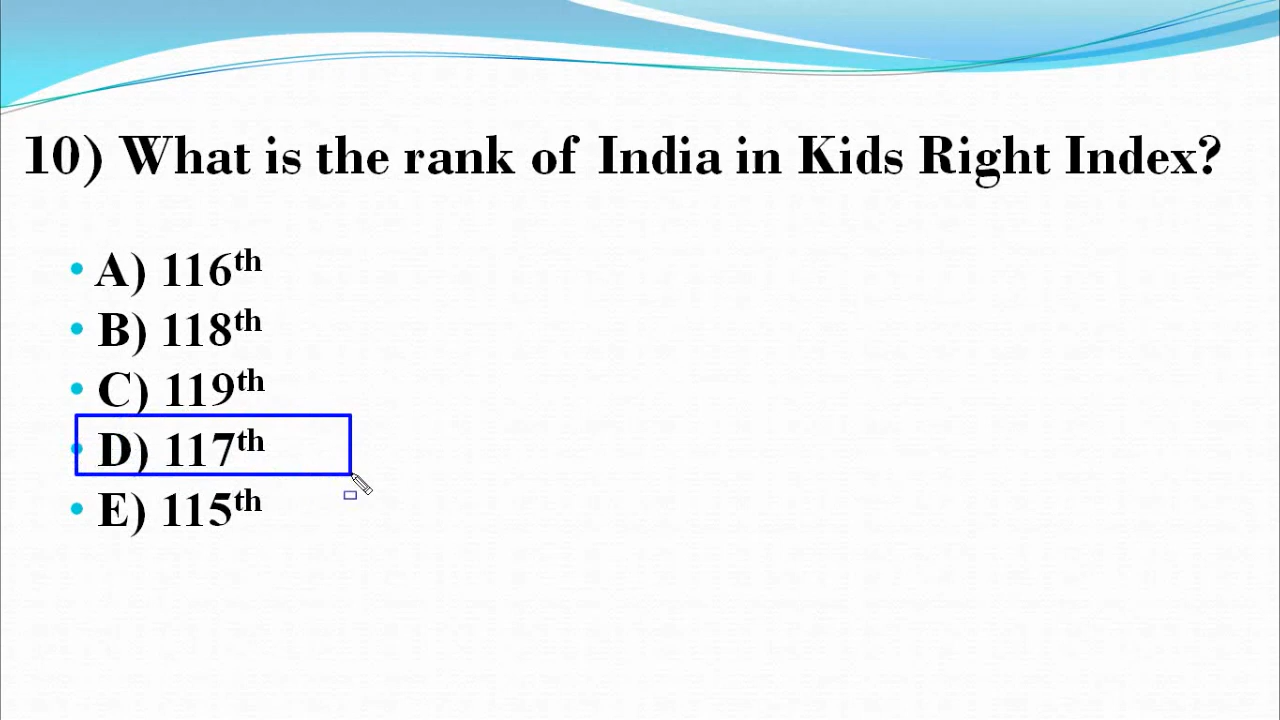 10) What is the rank of India in Kids Right Index?
• A) 116th
• B) 118th
• C) 119th
• D) 117th
• E) 115th